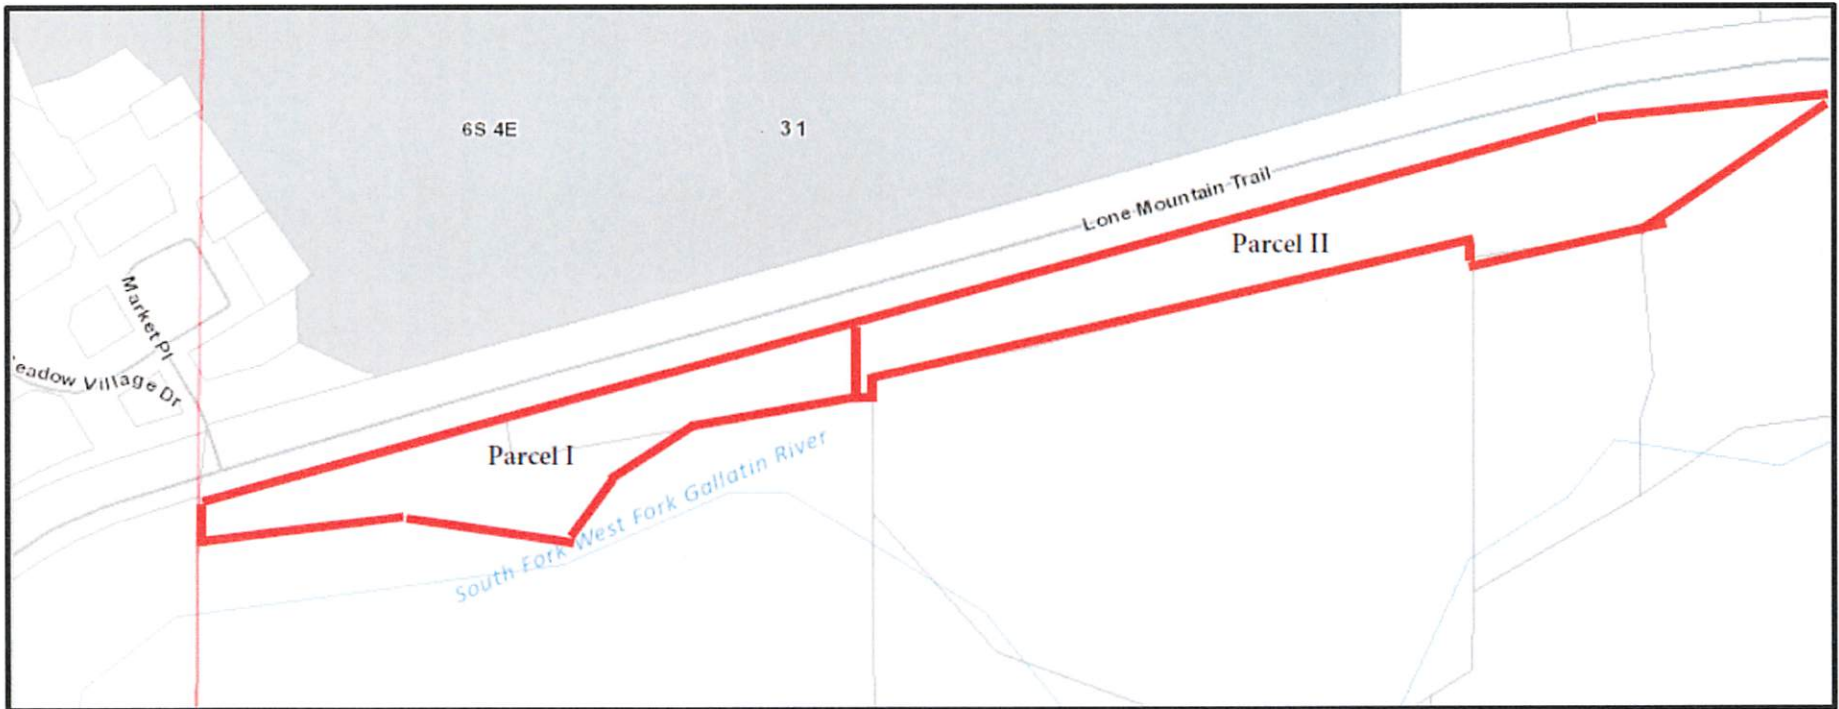 6S 4E
31
Lone Mountain Trail
Parcel II
Market Pl
eadow Village Dr
Parcel I
South Fork West Fork Gallatin River